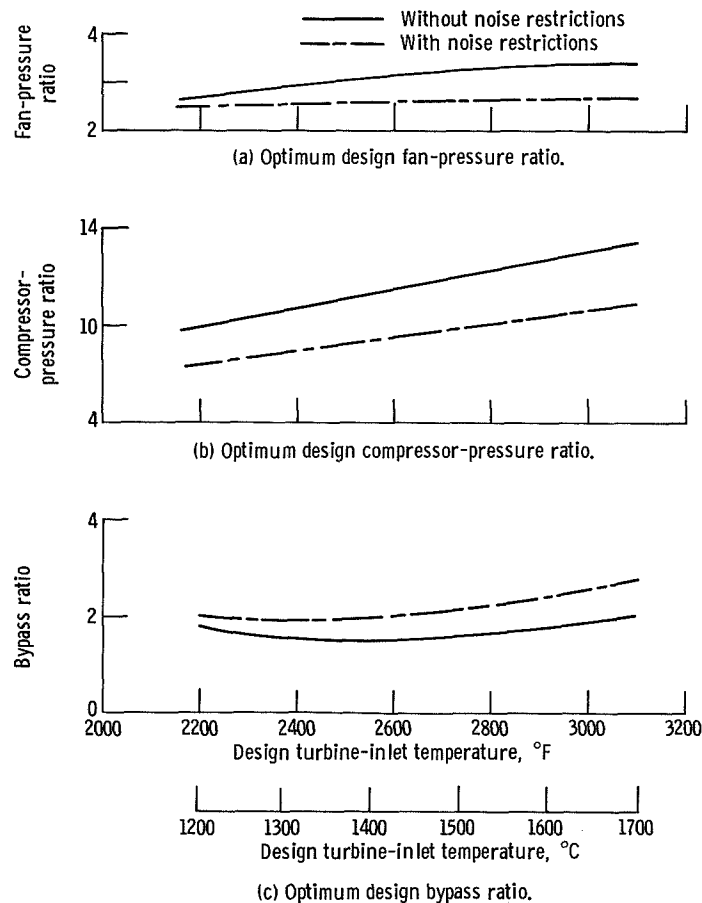 Without noise restrictions
With noise restrictions
Fan-pressure
ratio
4
2
(a) Optimum design fan-pressure ratio.
Compressor-
pressure ratio
14
10
4
(b) Optimum design compressor-pressure ratio.
Bypass ratio
4
2
0
2000 2200 2400 2600 2800 3000 3200
Design turbine-inlet temperature, °F
1200 1300 1400 1500 1600 1700
Design turbine-inlet temperature, °C
(c) Optimum design bypass ratio.